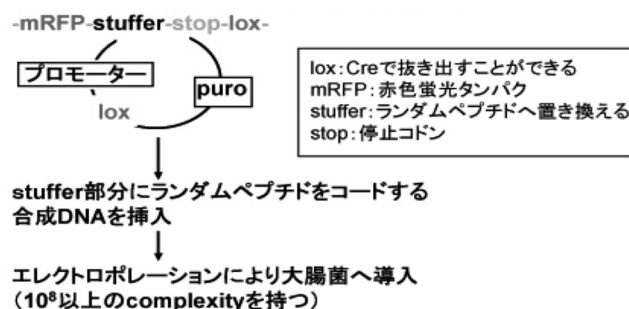 -mRFP-stuffer-stop-lox-
プロモーター
puro
lox
lox:Creで抜き出すことができる
mRFP:赤色蛍光タンパク
stuffer:ランダムペプチドへ置き換える
stop:停止コドン
stuffer部分にランダムペプチドをコードする
合成DNAを挿入
エレクトロポレーションにより大腸菌へ導入
(10⁸以上のcomplexityを持つ)